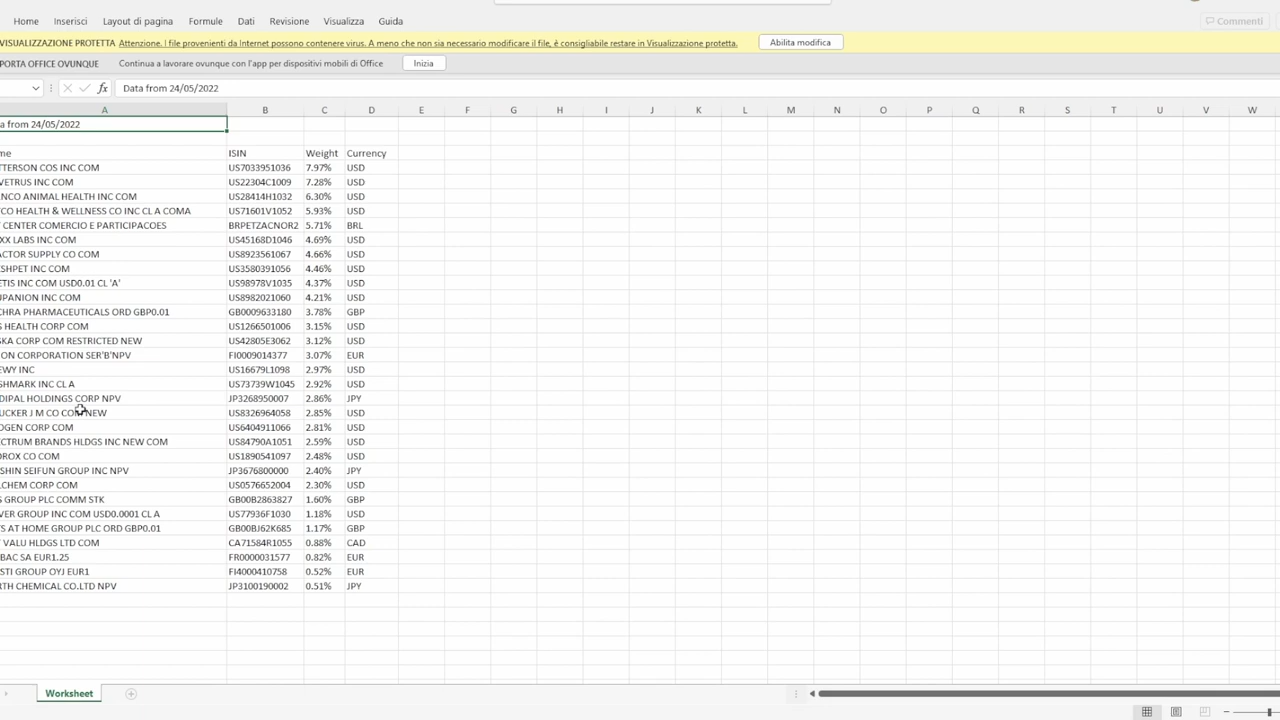 Home Inserisci Layout di pagina Formule Dati Revisione Visualizza Guida Commenti
VISUALIZZAZIONE PROTETTA Attenzione. I file provenienti da Internet possono contenere virus. A meno che non sia necessario modificare il file, è consigliabile restare in Visualizzazione protetta. Abilita modifica
PORTA OFFICE OVUNQUE Continua a lavorare ovunque con l'app per dispositivi mobili di Office Inizia
fx Data from 24/05/2022
A B C D E F G H I J K L M N O P Q R S T U V W
a from 24/05/2022
me ISIN Weight Currency
TTERSON COS INC COM US7033951036 7.97% USD
VETRUS INC COM US22304C1009 7.28% USD
NCO ANIMAL HEALTH INC COM US28414H1032 6.30% USD
CO HEALTH & WELLNESS CO INC CL A COMA US71601V1052 5.93% USD
CENTER COMERCIO E PARTICIPACOES BRPETZACNOR2 5.71% BRL
XX LABS INC COM US45168D1046 4.69% USD
ACTOR SUPPLY CO COM US8923561067 4.66% USD
SHPET INC COM US3580391056 4.46% USD
ETIS INC COM USD0.01 CL 'A' US98978V1035 4.37% USD
UPANION INC COM US8982021060 4.21% USD
CHRA PHARMACEUTICALS ORD GBP0.01 GB0009633180 3.78% GBP
S HEALTH CORP COM US1266501006 3.15% USD
SKA CORP COM RESTRICTED NEW US42805E3062 3.12% USD
ON CORPORATION SER'B'NPV FI0009014377 3.07% EUR
EWY INC US16679L1098 2.97% USD
SHMARK INC CL A US73739W1045 2.92% USD
DIPAL HOLDINGS CORP NPV JP3268950007 2.86% JPY
UCKER J M CO COM NEW US8326964058 2.85% USD
OGEN CORP COM US6404911066 2.81% USD
ECTRUM BRANDS HLDGS INC NEW COM US84790A1051 2.59% USD
OROX CO COM US1890541097 2.48% USD
SHIN SEIFUN GROUP INC NPV JP3676800000 2.40% JPY
LCHEM CORP COM US0576652004 2.30% USD
S GROUP PLC COMM STK GB00B2863827 1.60% GBP
VER GROUP INC COM USD0.0001 CL A US77936F1030 1.18% USD
TS AT HOME GROUP PLC ORD GBP0.01 GB00BJ62K685 1.17% GBP
VALU HLDGS LTD COM CA71584R1055 0.88% CAD
BAC SA EUR1.25 FR0000031577 0.82% EUR
STI GROUP OYJ EUR1 FI4000410758 0.52% EUR
RTH CHEMICAL CO.LTD NPV JP3100190002 0.51% JPY
Worksheet